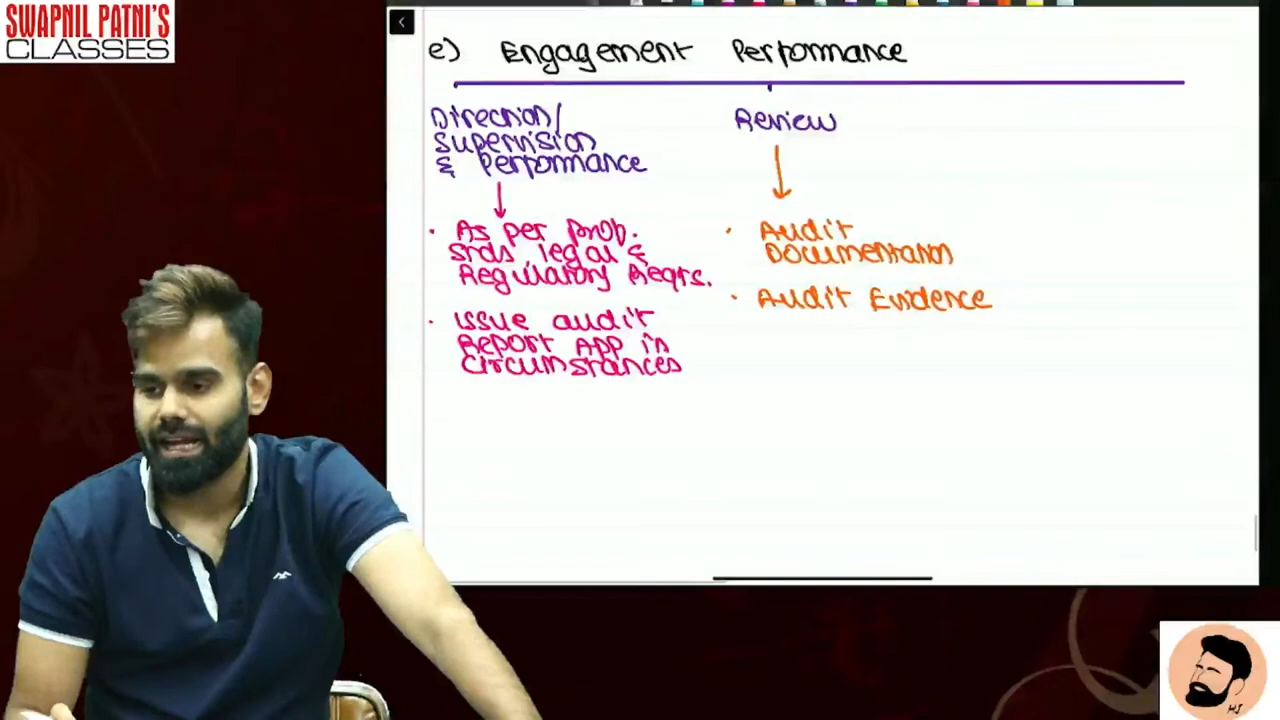 SWAPNIL PATNI'S
CLASSES
e) Engagement Performance
Direction/
Supervision
& Performance
Review
• As per prof.
Stds, legal &
Regulatory Reqts.
• Issue audit
Report App in
Circumstances
• Audit
Documentation
• Audit Evidence